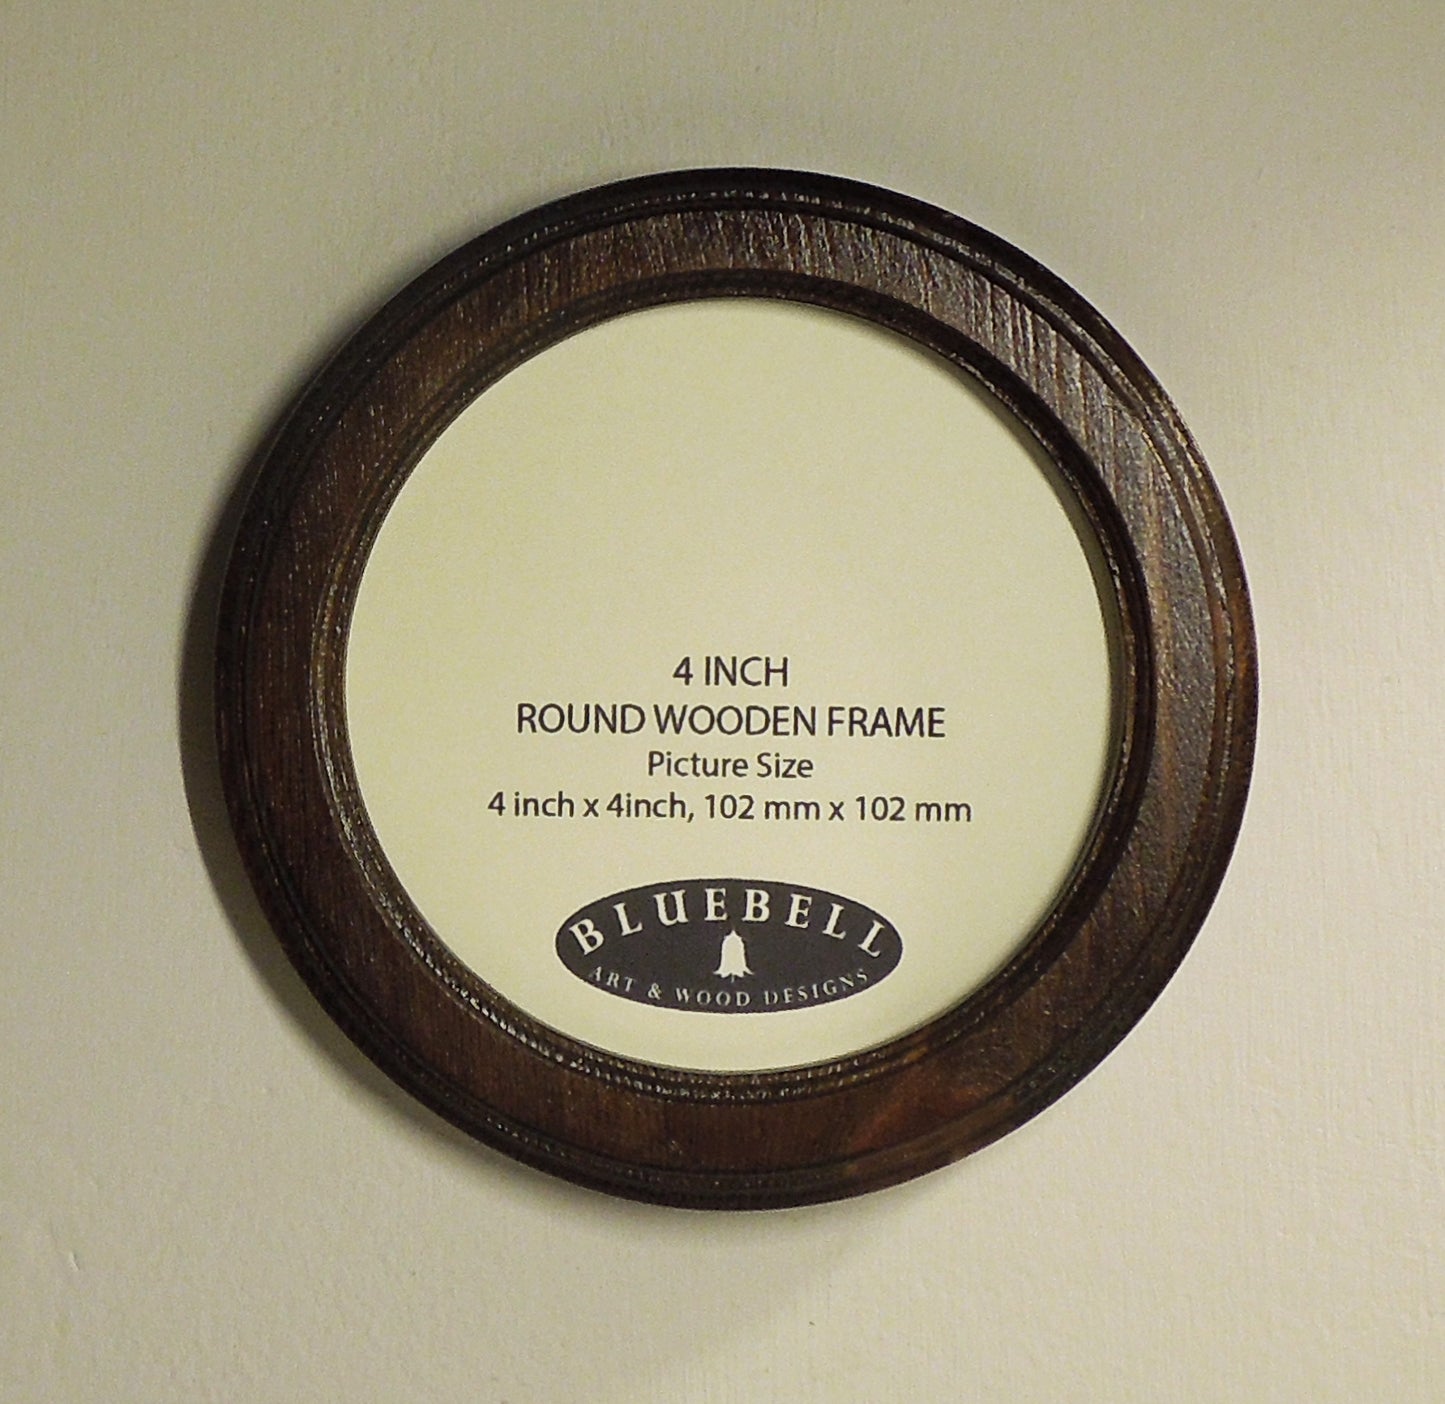 4 INCH
ROUND WOODEN FRAME
Picture Size
4 inch x 4inch, 102 mm x 102 mm
BLUEBELL
ART & WOOD DESIGNS